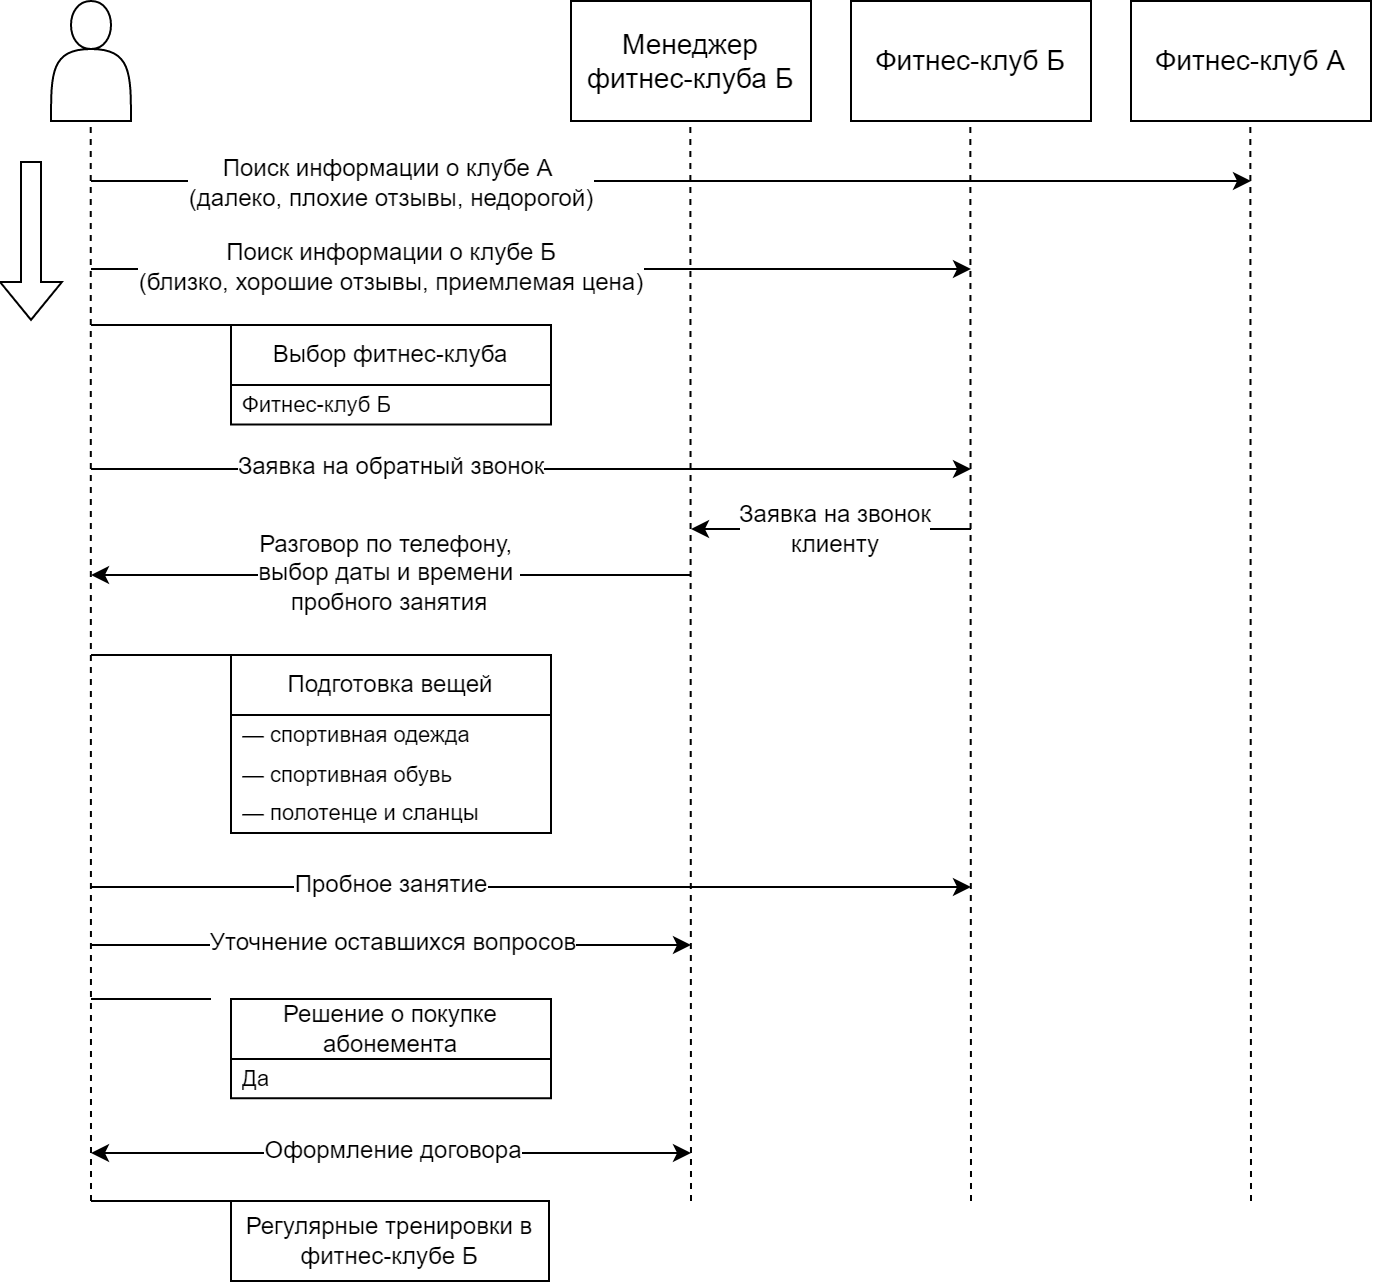 Менеджер
фитнес-клуба Б
Фитнес-клуб Б
Фитнес-клуб А
Поиск информации о клубе А
(далеко, плохие отзывы, недорогой)
Поиск информации о клубе Б
(близко, хорошие отзывы, приемлемая цена)
Выбор фитнес-клуба
Фитнес-клуб Б
Заявка на обратный звонок
Заявка на звонок
клиенту
Разговор по телефону,
выбор даты и времени
пробного занятия
Подготовка вещей
— спортивная одежда
— спортивная обувь
— полотенце и сланцы
Пробное занятие
Уточнение оставшихся вопросов
Решение о покупке
абонемента
Да
Оформление договора
Регулярные тренировки в
фитнес-клубе Б